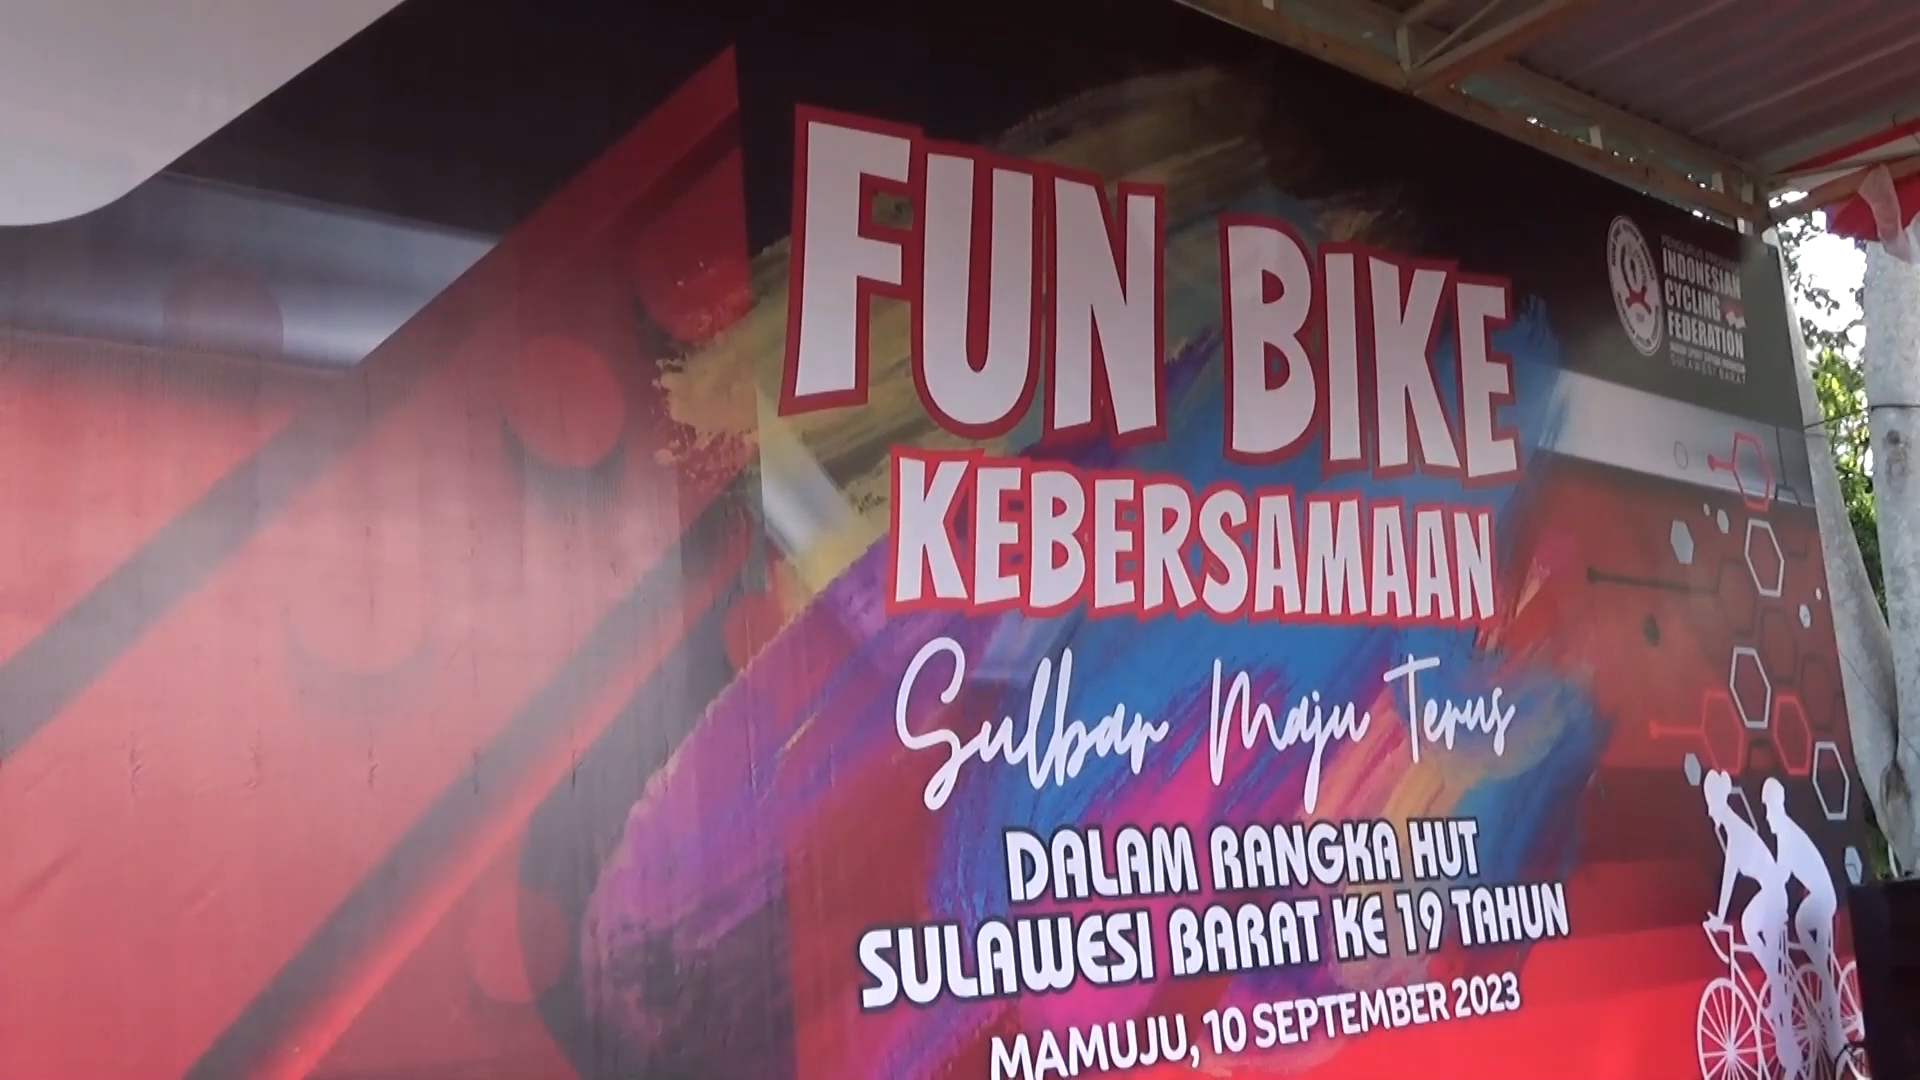 FUN BIKE
KEBERSAMAAN
Sulbar Maju Terus
DALAM RANGKA HUT
SULAWESI BARAT KE 19 TAHUN
MAMUJU, 10 SEPTEMBER 2023
INDONESIAN
CYCLING
FEDERATION
SULAWESI BARAT